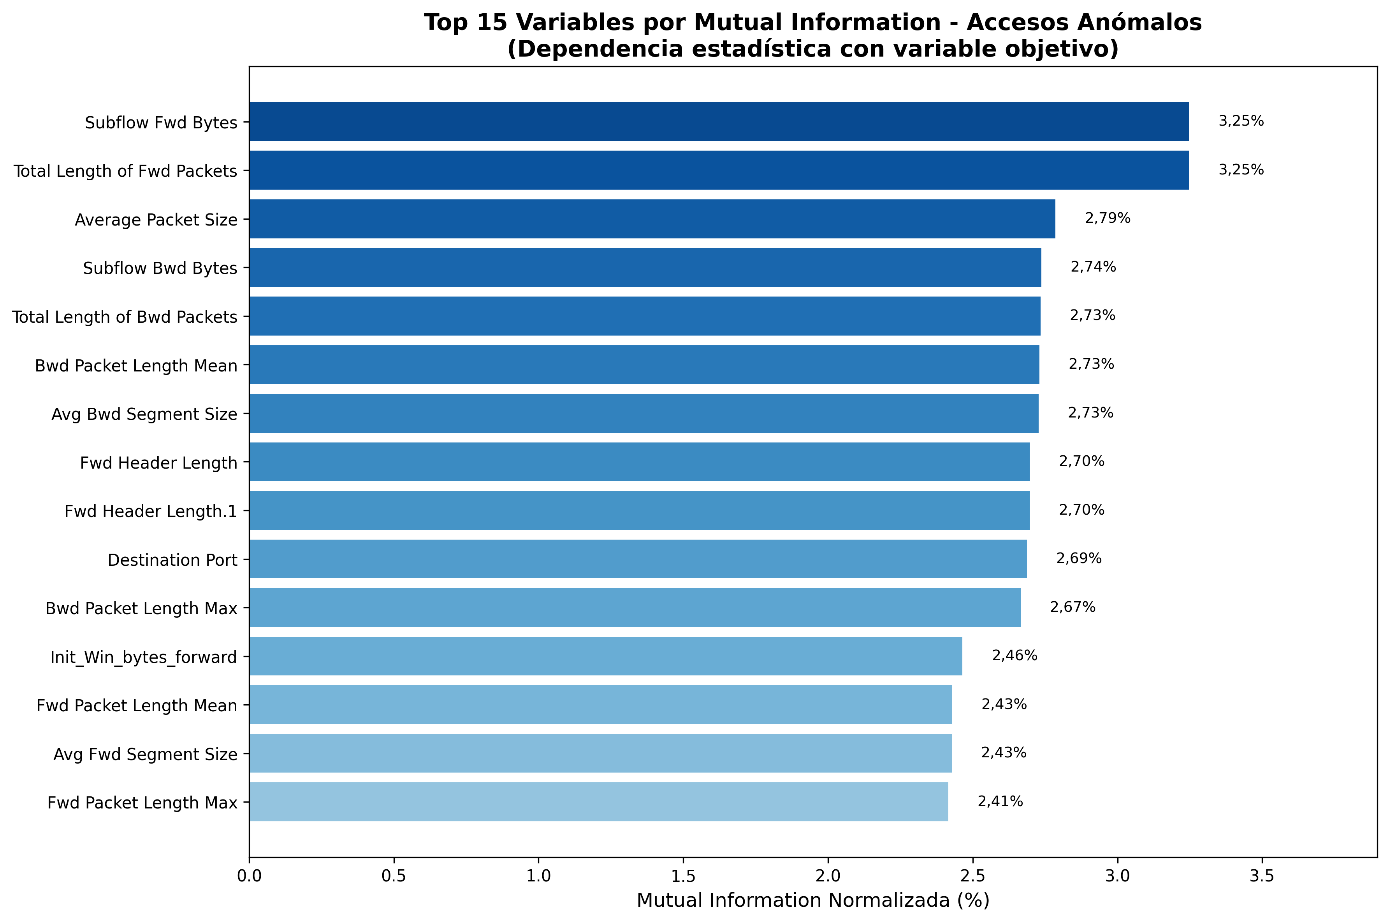 Top 15 Variables por Mutual Information - Accesos Anómalos
(Dependencia estadística con variable objetivo)
Subflow Fwd Bytes 3,25%
Total Length of Fwd Packets 3,25%
Average Packet Size 2,79%
Subflow Bwd Bytes 2,74%
Total Length of Bwd Packets 2,73%
Bwd Packet Length Mean 2,73%
Avg Bwd Segment Size 2,73%
Fwd Header Length 2,70%
Fwd Header Length.1 2,70%
Destination Port 2,69%
Bwd Packet Length Max 2,67%
Init_Win_bytes_forward 2,46%
Fwd Packet Length Mean 2,43%
Avg Fwd Segment Size 2,43%
Fwd Packet Length Max 2,41%
0.0 0.5 1.0 1.5 2.0 2.5 3.0 3.5
Mutual Information Normalizada (%)